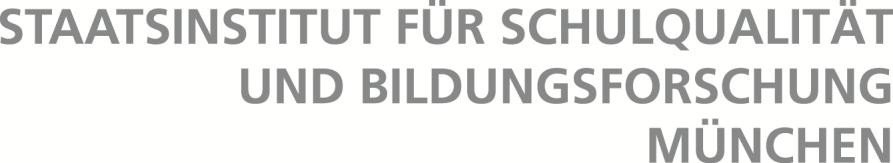 STAATSINSTITUT FÜR SCHULQUALITÄT
UND BILDUNGSFORSCHUNG
MÜNCHEN